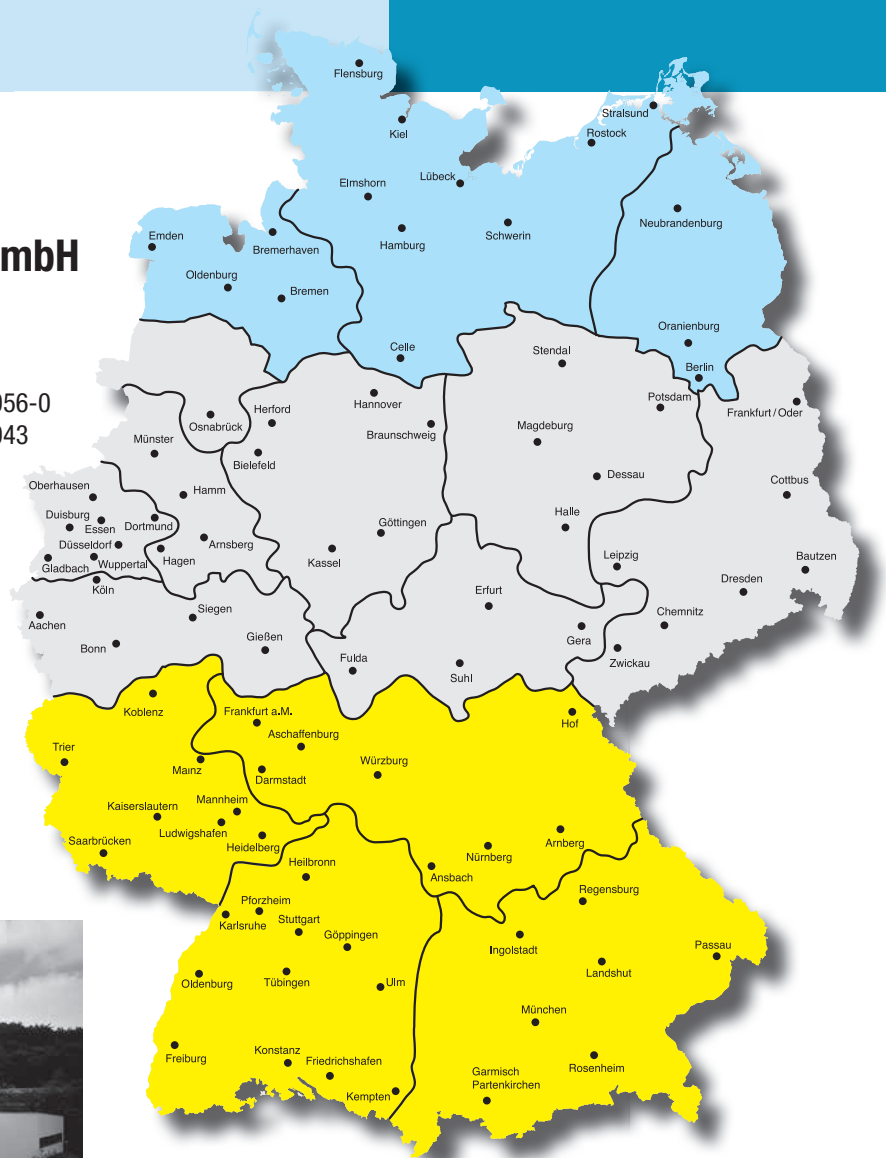 Flensburg
Stralsund
Kiel
Rostock
Lübeck
Elmshorn
Neubrandenburg
Schwerin
Emden
Hamburg
Bremerhaven
mbH
Oldenburg
Bremen
Oranienburg
Celle
Stendal
Berlin
Potsdam
056-0
Hannover
Herford
Frankfurt/Oder
Osnabrück
Magdeburg
043
Braunschweig
Münster
Bielefeld
Dessau
Cottbus
Oberhausen
Hamm
Halle
Duisburg
Essen
Dortmund
Göttingen
Düsseldorf
Arnsberg
Leipzig
Bautzen
Gladbach
Wuppertal
Hagen
Kassel
Dresden
Köln
Erfurt
Siegen
Chemnitz
Aachen
Gießen
Gera
Bonn
Fulda
Suhl
Zwickau
Koblenz
Frankfurt a.M.
Hof
Aschaffenburg
Trier
Würzburg
Mainz
Darmstadt
Mannheim
Kaiserslautern
Ludwigshafen
Saarbrücken
Heidelberg
Arnberg
Nürnberg
Heilbronn
Ansbach
Regensburg
Pforzheim
Stuttgart
Karlsruhe
Göppingen
Passau
Ingolstadt
Landshut
Oldenburg
Tübingen
Ulm
München
Konstanz
Freiburg
Friedrichshafen
Rosenheim
Garmisch
Partenkirchen
Kempten